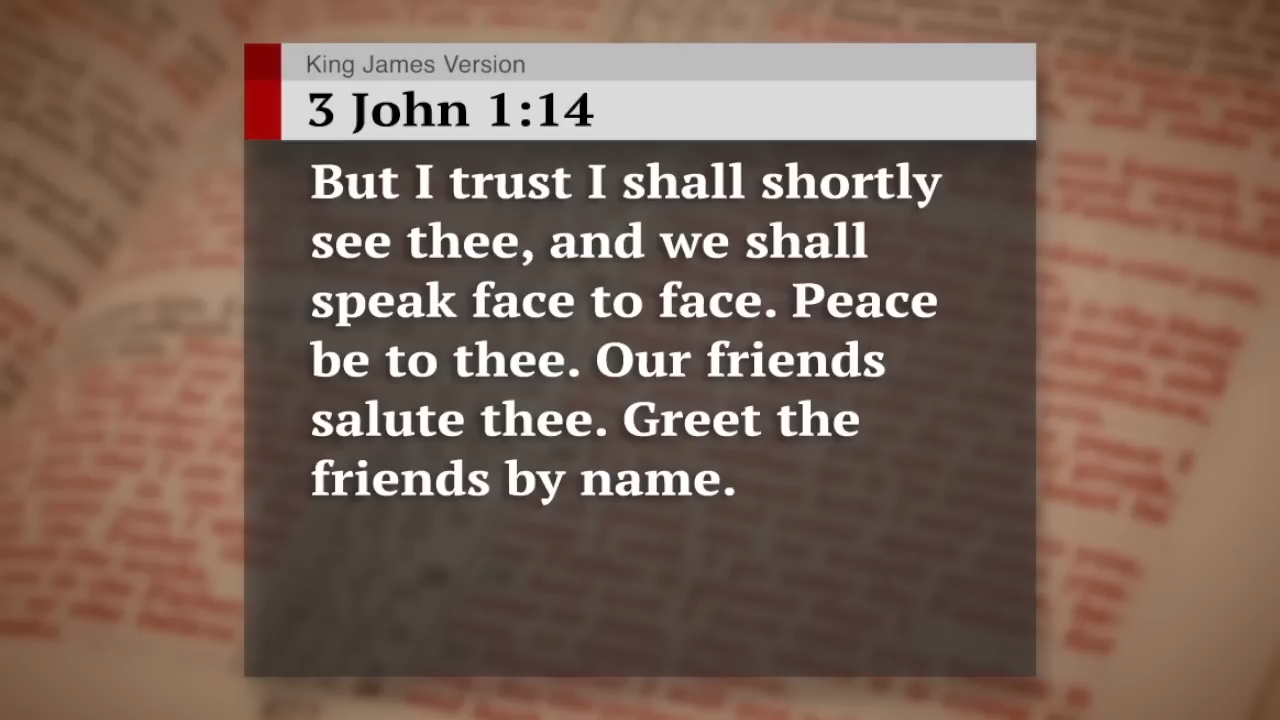 King James Version
3 John 1:14
But I trust I shall shortly
see thee, and we shall
speak face to face. Peace
be to thee. Our friends
salute thee. Greet the
friends by name.